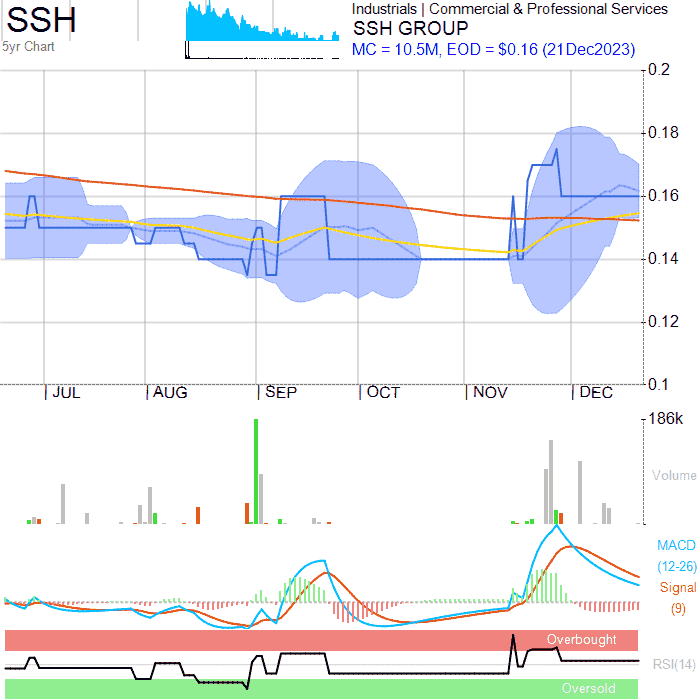 SSH
5yr Chart
Industrials | Commercial & Professional Services
SSH GROUP
MC = 10.5M, EOD = $0.16 (21Dec2023)
0.2
0.18
0.16
0.14
0.12
0.1
JUL
AUG
SEP
OCT
NOV
DEC
186k
Volume
MACD
(12-26)
Signal
(9)
Overbought
RSI(14)
Oversold